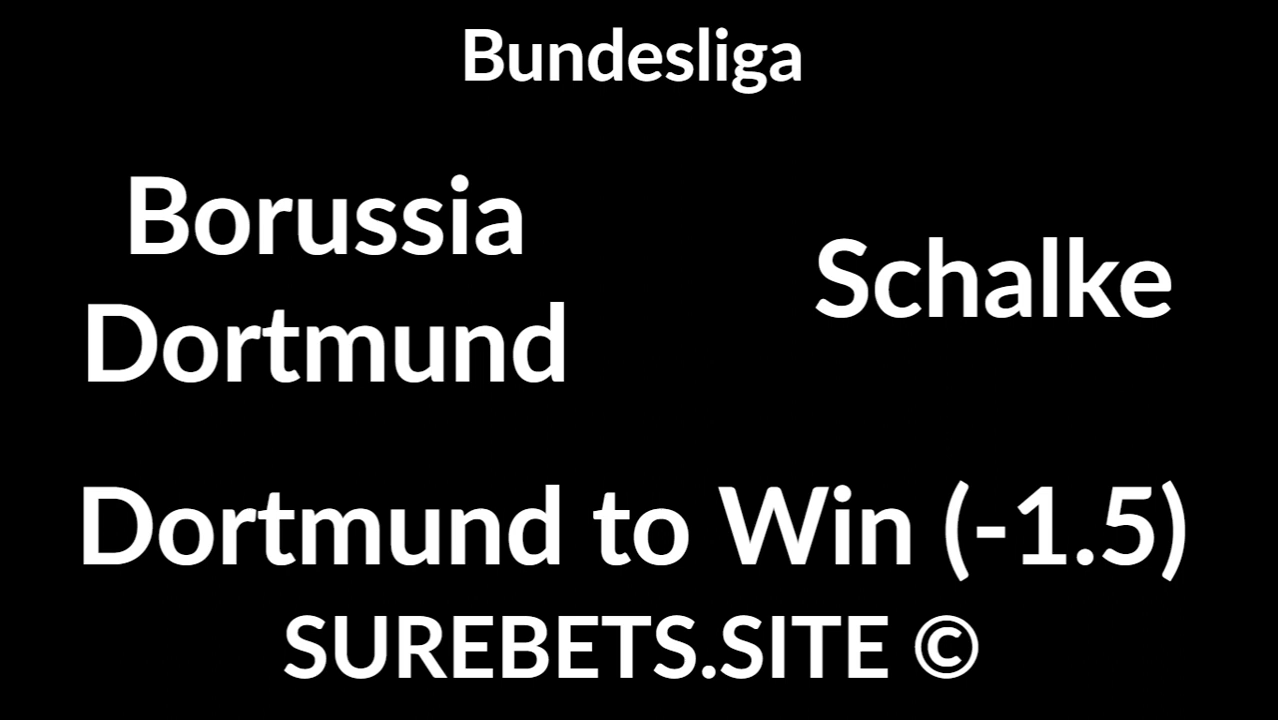 Bundesliga
Borussia
Dortmund
Schalke
Dortmund to Win (-1.5)
SUREBETS.SITE ©